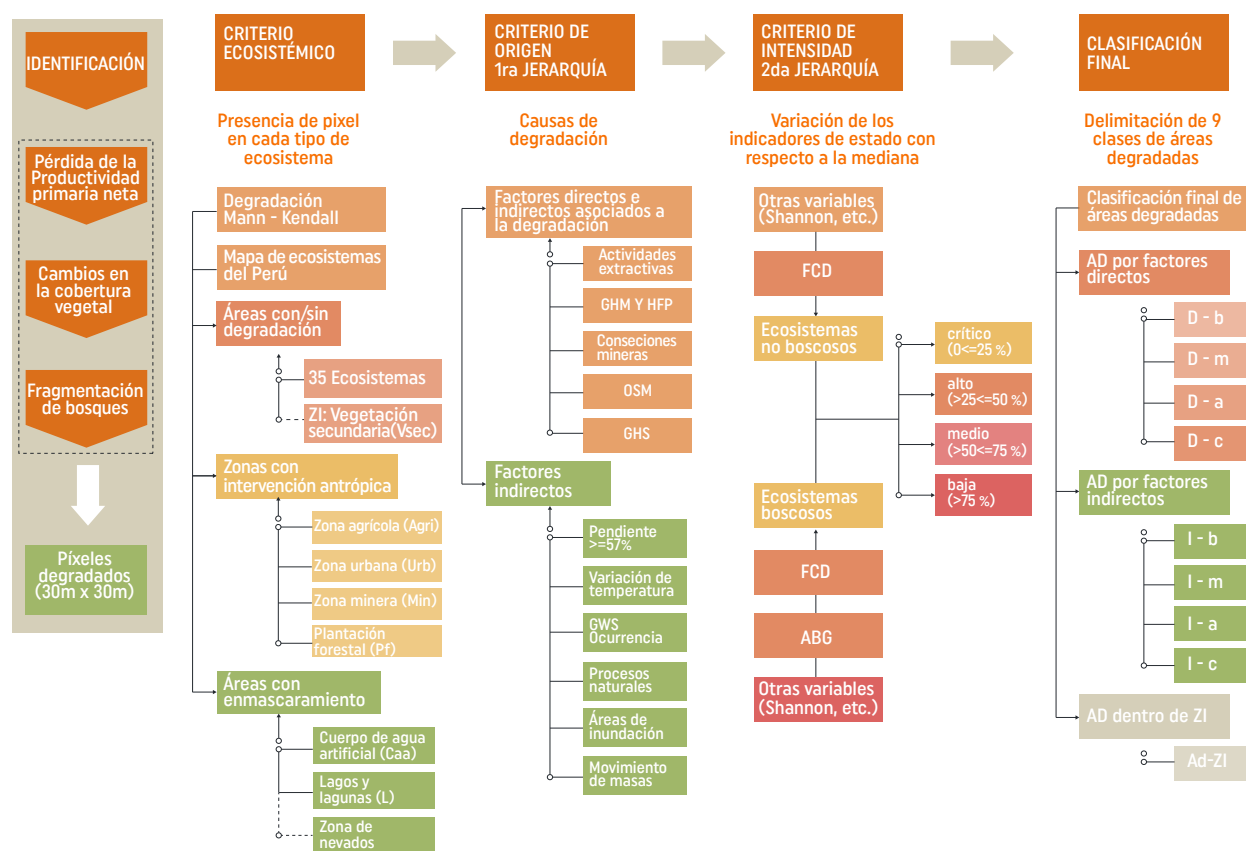 IDENTIFICACIÓN
Pérdida de la
Productividad
primaria neta
Cambios en
la cobertura
vegetal
Fragmentación
de bosques
Píxeles
degradados
(30m x 30m)
CRITERIO
ECOSISTÉMICO
Presencia de pixel
en cada tipo de
ecosistema
Degradación
Mann - Kendall
Mapa de ecosistemas
del Perú
Áreas con/sin
degradación
35 Ecosistemas
ZI: Vegetación
secundaria(Vsec)
Zonas con
intervención antrópica
Zona agrícola (Agri)
Zona urbana (Urb)
Zona minera (Min)
Plantación
forestal (Pf)
Áreas con
enmascaramiento
Cuerpo de agua
artificial (Caa)
Lagos y
lagunas (L)
Zona de
nevados
CRITERIO DE
ORIGEN
1ra JERARQUÍA
Causas de
degradación
Factores directos e
indirectos asociados a
la degradación
Actividades
extractivas
GHM Y HFP
Conseciones
mineras
OSM
GHS
Factores
indirectos
Pendiente
>=57%
Variación de
temperatura
GWS
Ocurrencia
Procesos
naturales
Áreas de
inundación
Movimiento
de masas
CRITERIO DE
INTENSIDAD
2da JERARQUÍA
Variación de los
indicadores de estado con
respecto a la mediana
Otras variables
(Shannon, etc.)
FCD
Ecosistemas
no boscosos
crítico
(0<=25 %)
alto
(>25<=50 %)
medio
(>50<=75 %)
baja
(>75 %)
Ecosistemas
boscosos
FCD
ABG
Otras variables
(Shannon, etc.)
CLASIFICACIÓN
FINAL
Delimitación de 9
clases de áreas
degradadas
Clasificación final de
áreas degradadas
AD por factores
directos
D - b
D - m
D - a
D - c
AD por factores
indirectos
I - b
I - m
I - a
I - c
AD dentro de ZI
Ad-ZI